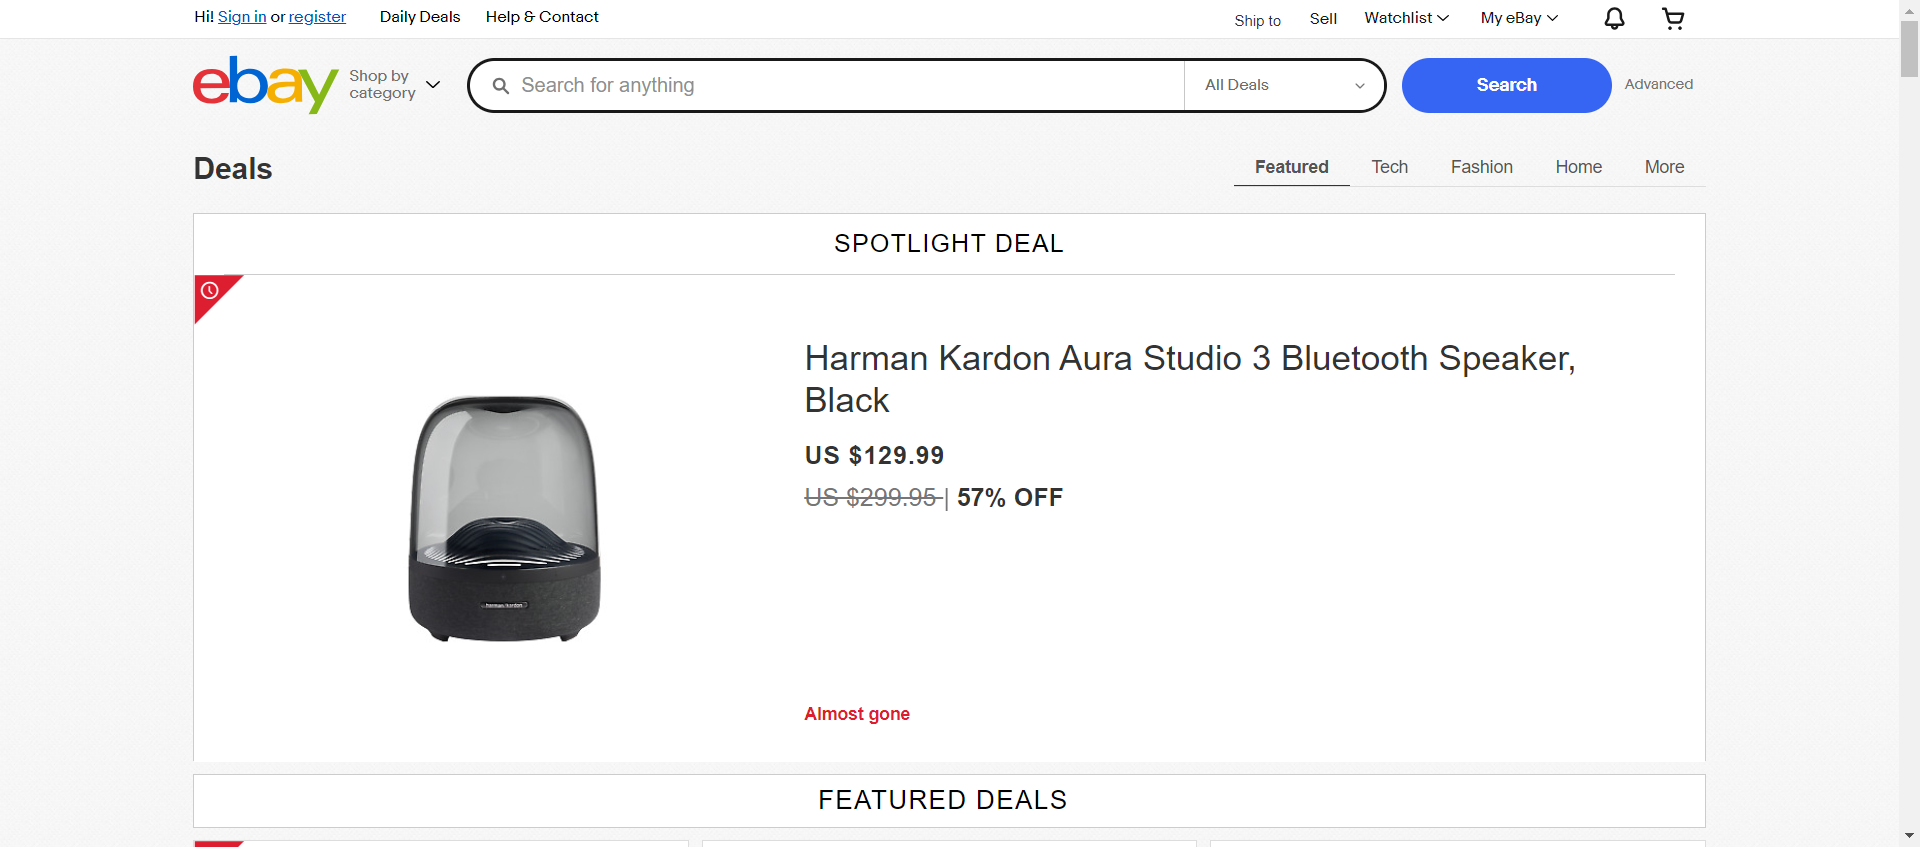 Hi! Sign in or register
Daily Deals
Help & Contact
Ship to
Sell
Watchlist
My eBay
ebay
Shop by
category
Search for anything
All Deals
Search
Advanced
Deals
Featured
Tech
Fashion
Home
More
SPOTLIGHT DEAL
Harman Kardon Aura Studio 3 Bluetooth Speaker,
Black
US $129.99
US $299.95 | 57% OFF
harman/kardon
Almost gone
FEATURED DEALS